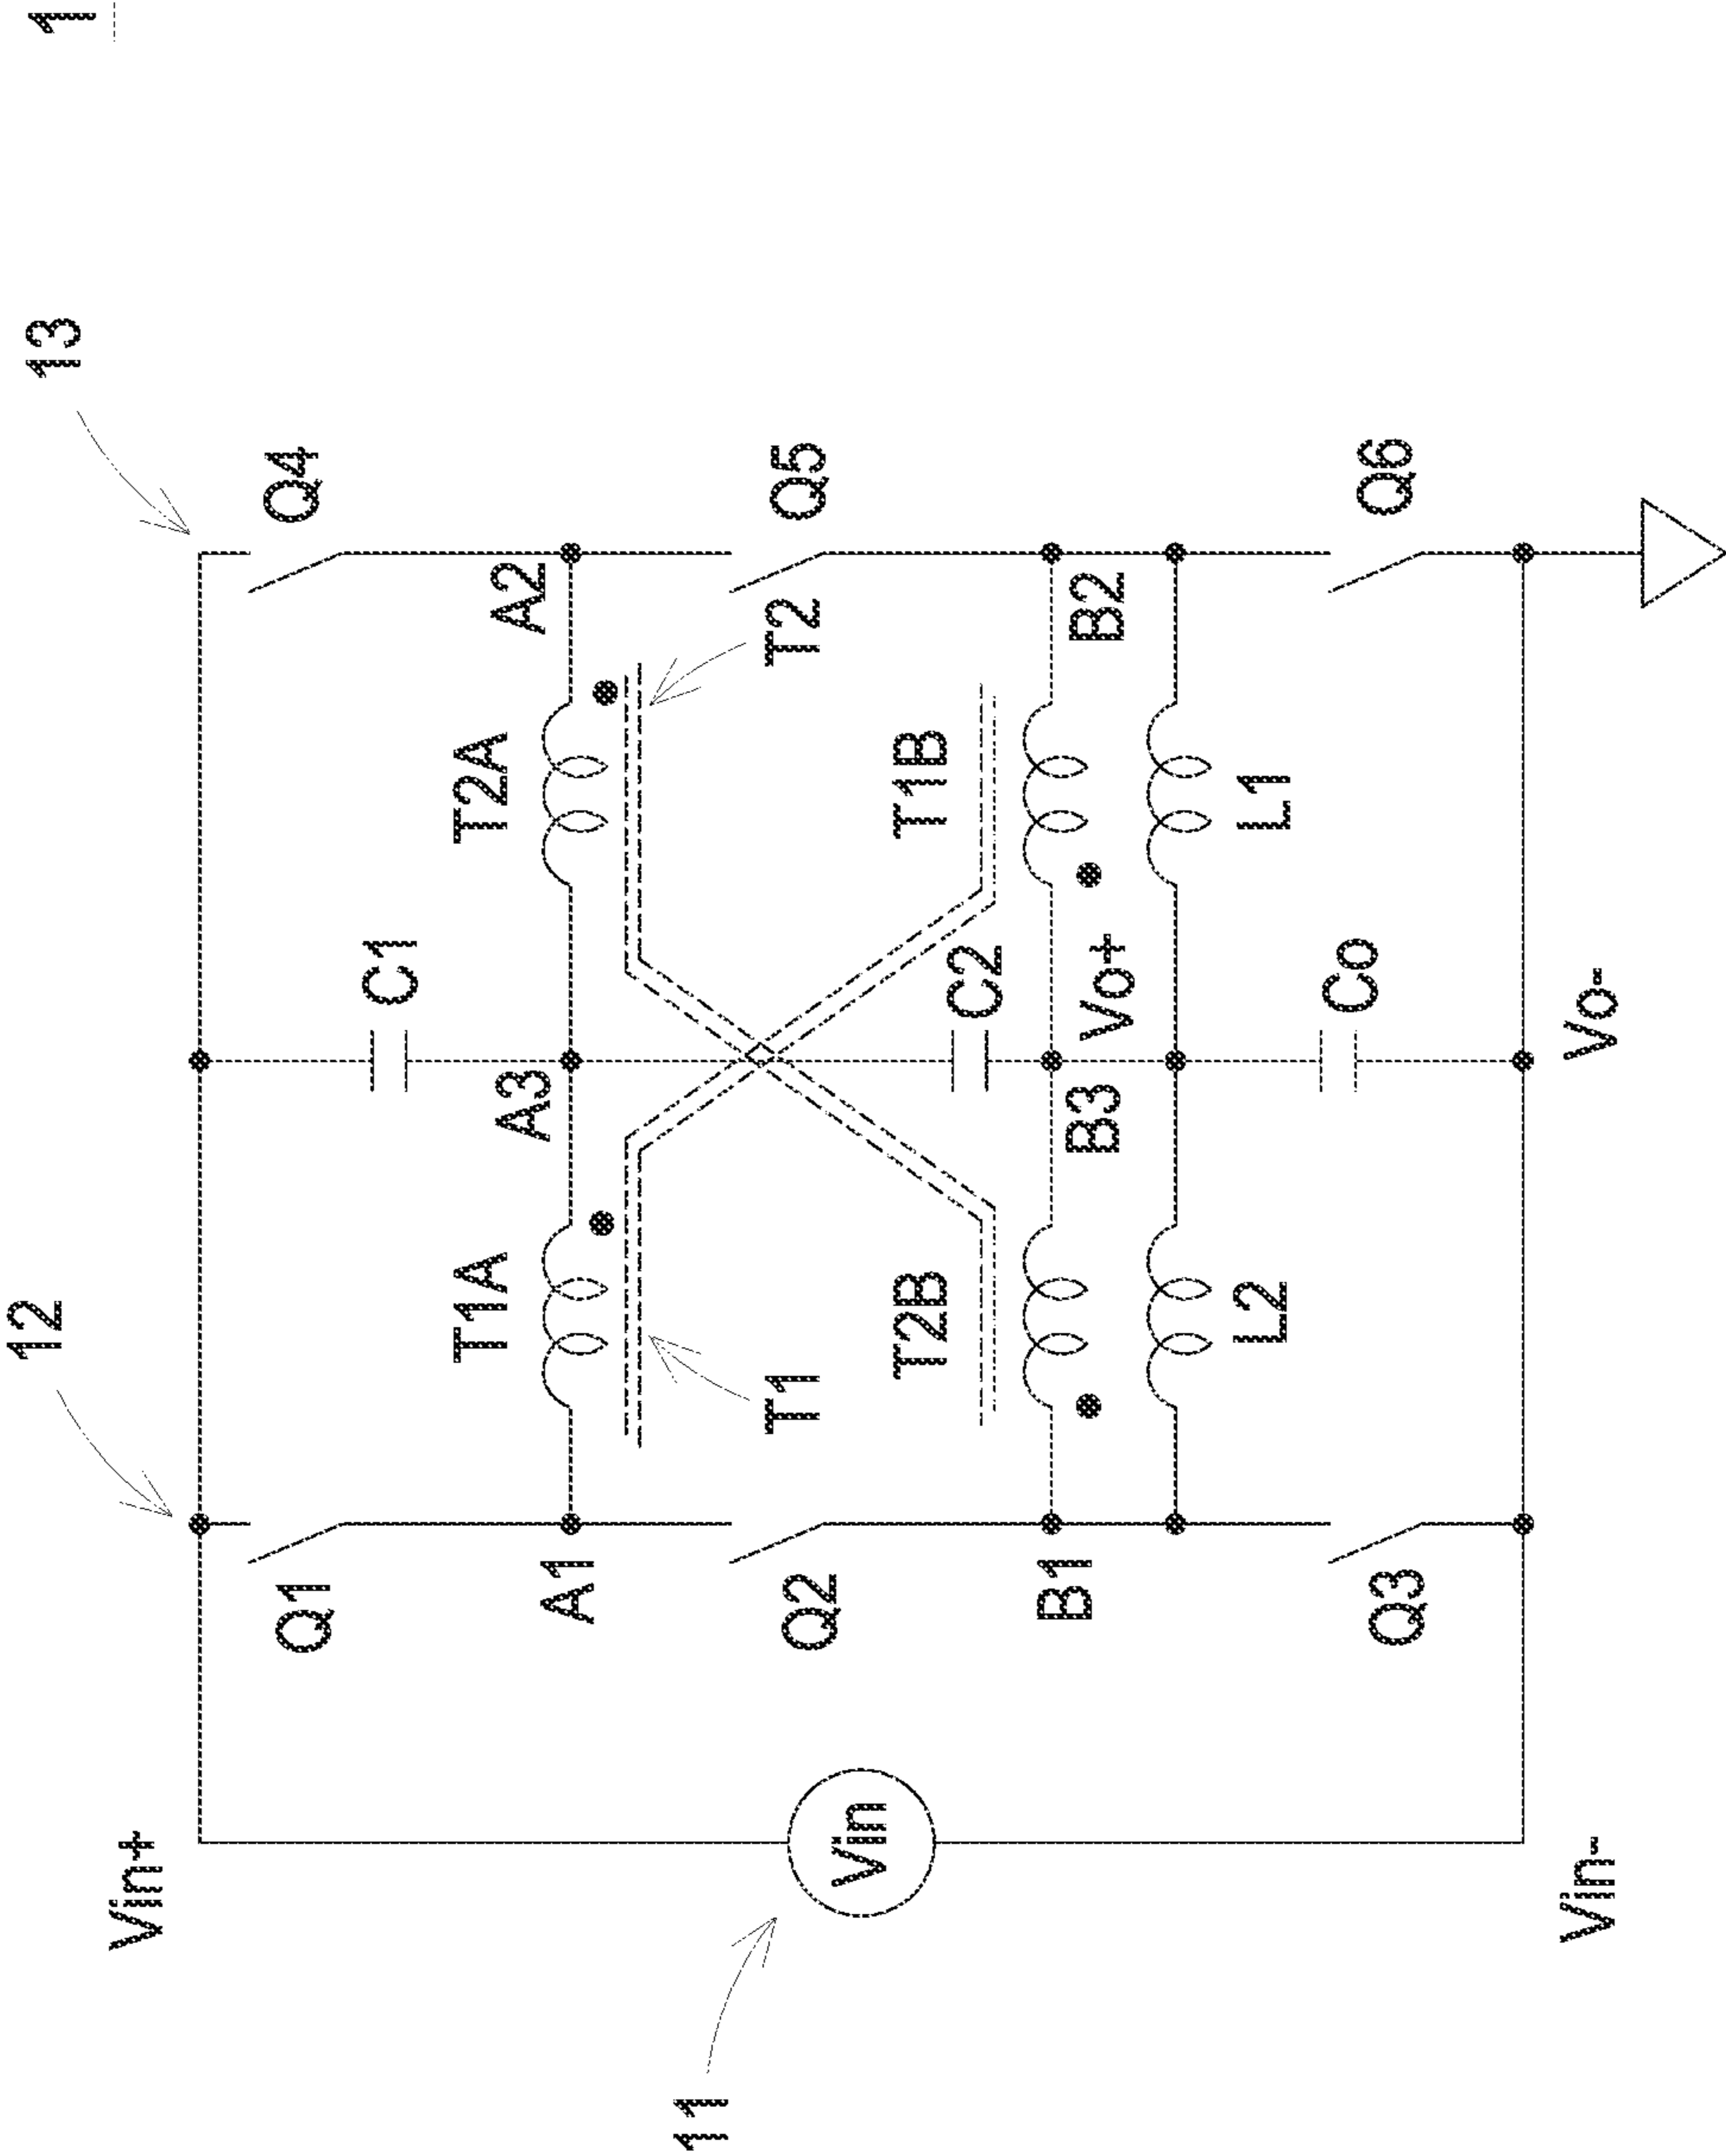 1
12
13
Vin+
Q1
C1
Q4
T1A
A3
T2A
A2
A1
T1
T2
Q2
Q5
11
Vin
T2B
C2
T1B
B1
B3
Vo+
B2
L2
L1
Q3
Co
Q6
Vin-
Vo-